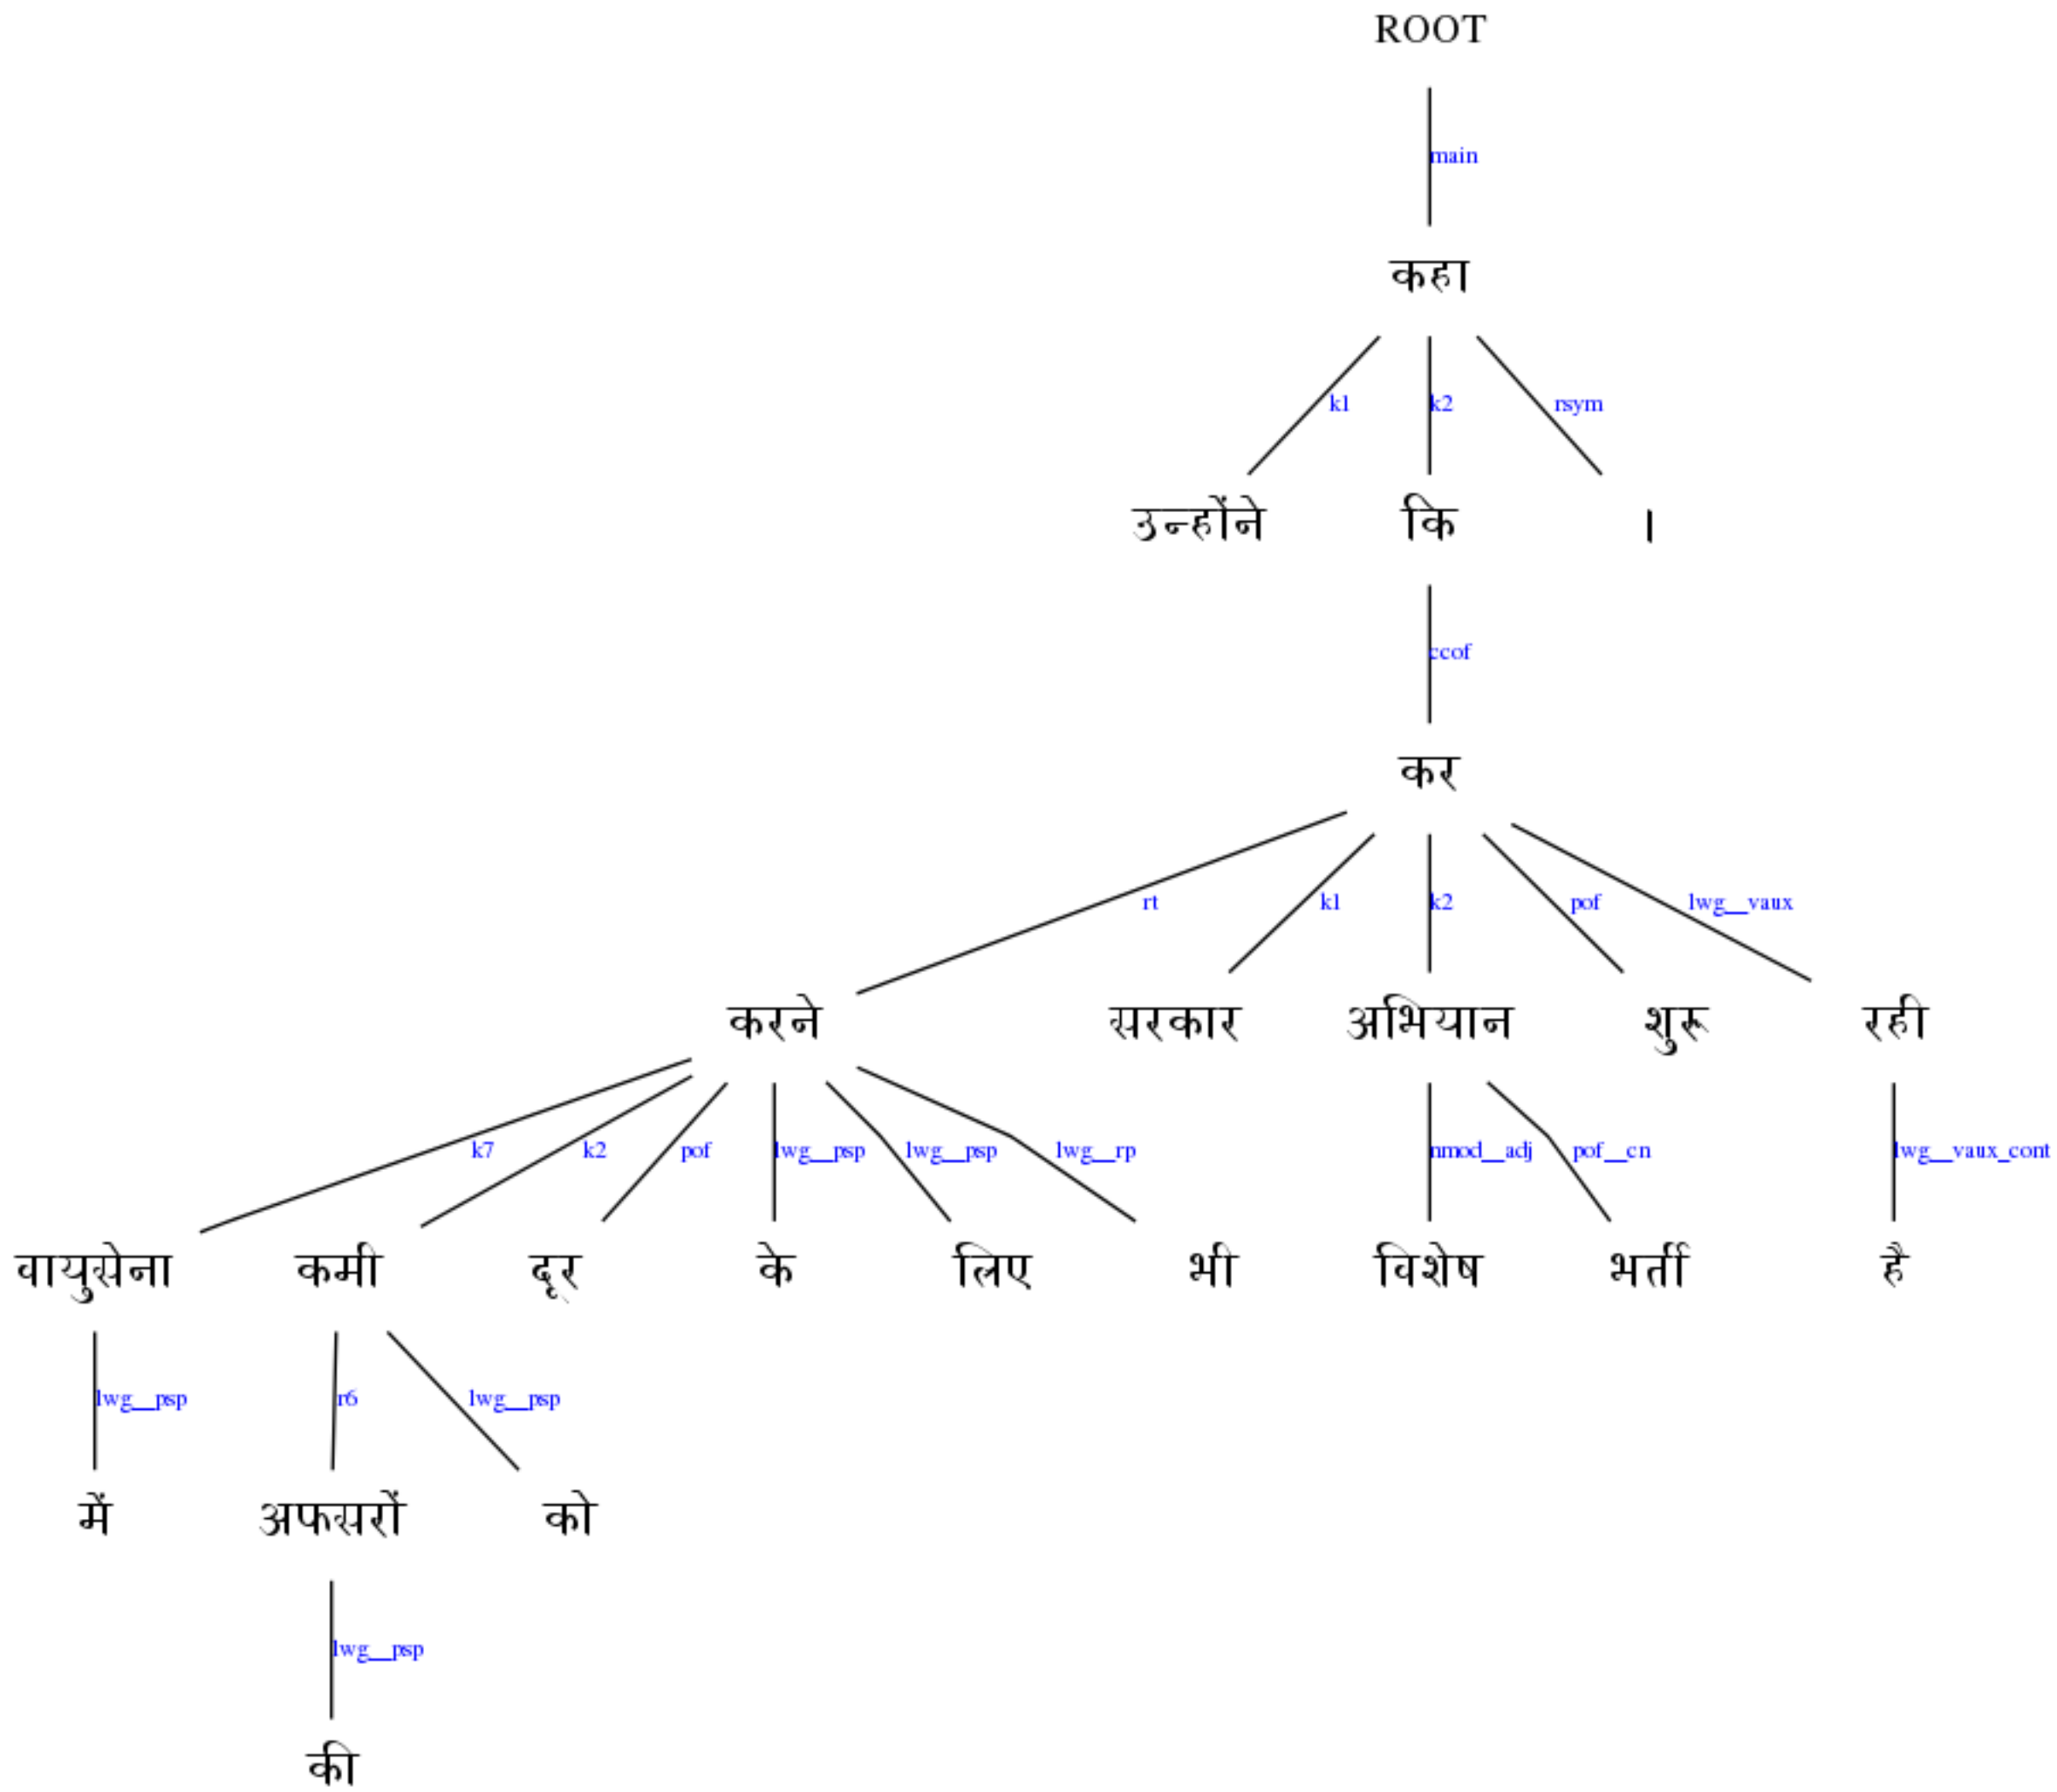 ROOT
main
कहा
k1 k2 rsym
उन्होंने कि ।
ccof
कर
rt k1 k2 pof lwg__vaux
करने सरकार अभियान शुरू रही
k7 k2 pof lwg__psp lwg__psp lwg__rp nmod__adj pof__cn lwg__vaux_cont
वायुसेना कमी दूर के लिए भी विशेष भर्ती है
lwg__psp r6 lwg__psp
में अफसरों को
lwg__psp
की